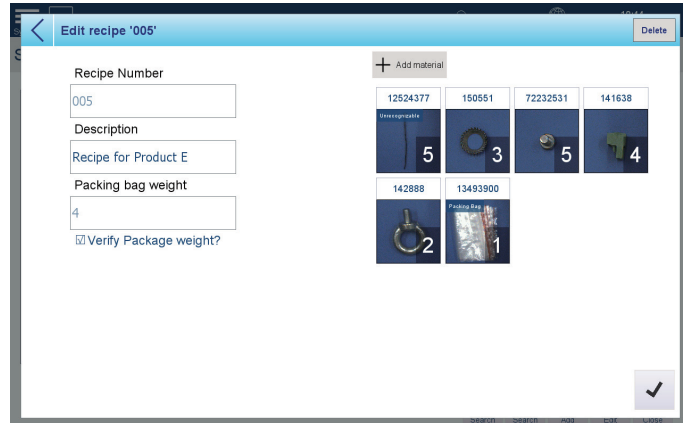 Edit recipe '005'
Delete
Recipe Number
005
Description
Recipe for Product E
Packing bag weight
4
☑ Verify Package weight?
+ Add material
12524377 150551 72232531 141638
Unrecognizable
5 3 5 4
142888 13493900
Packing Bag
2 1
Search Search Add Edit Close